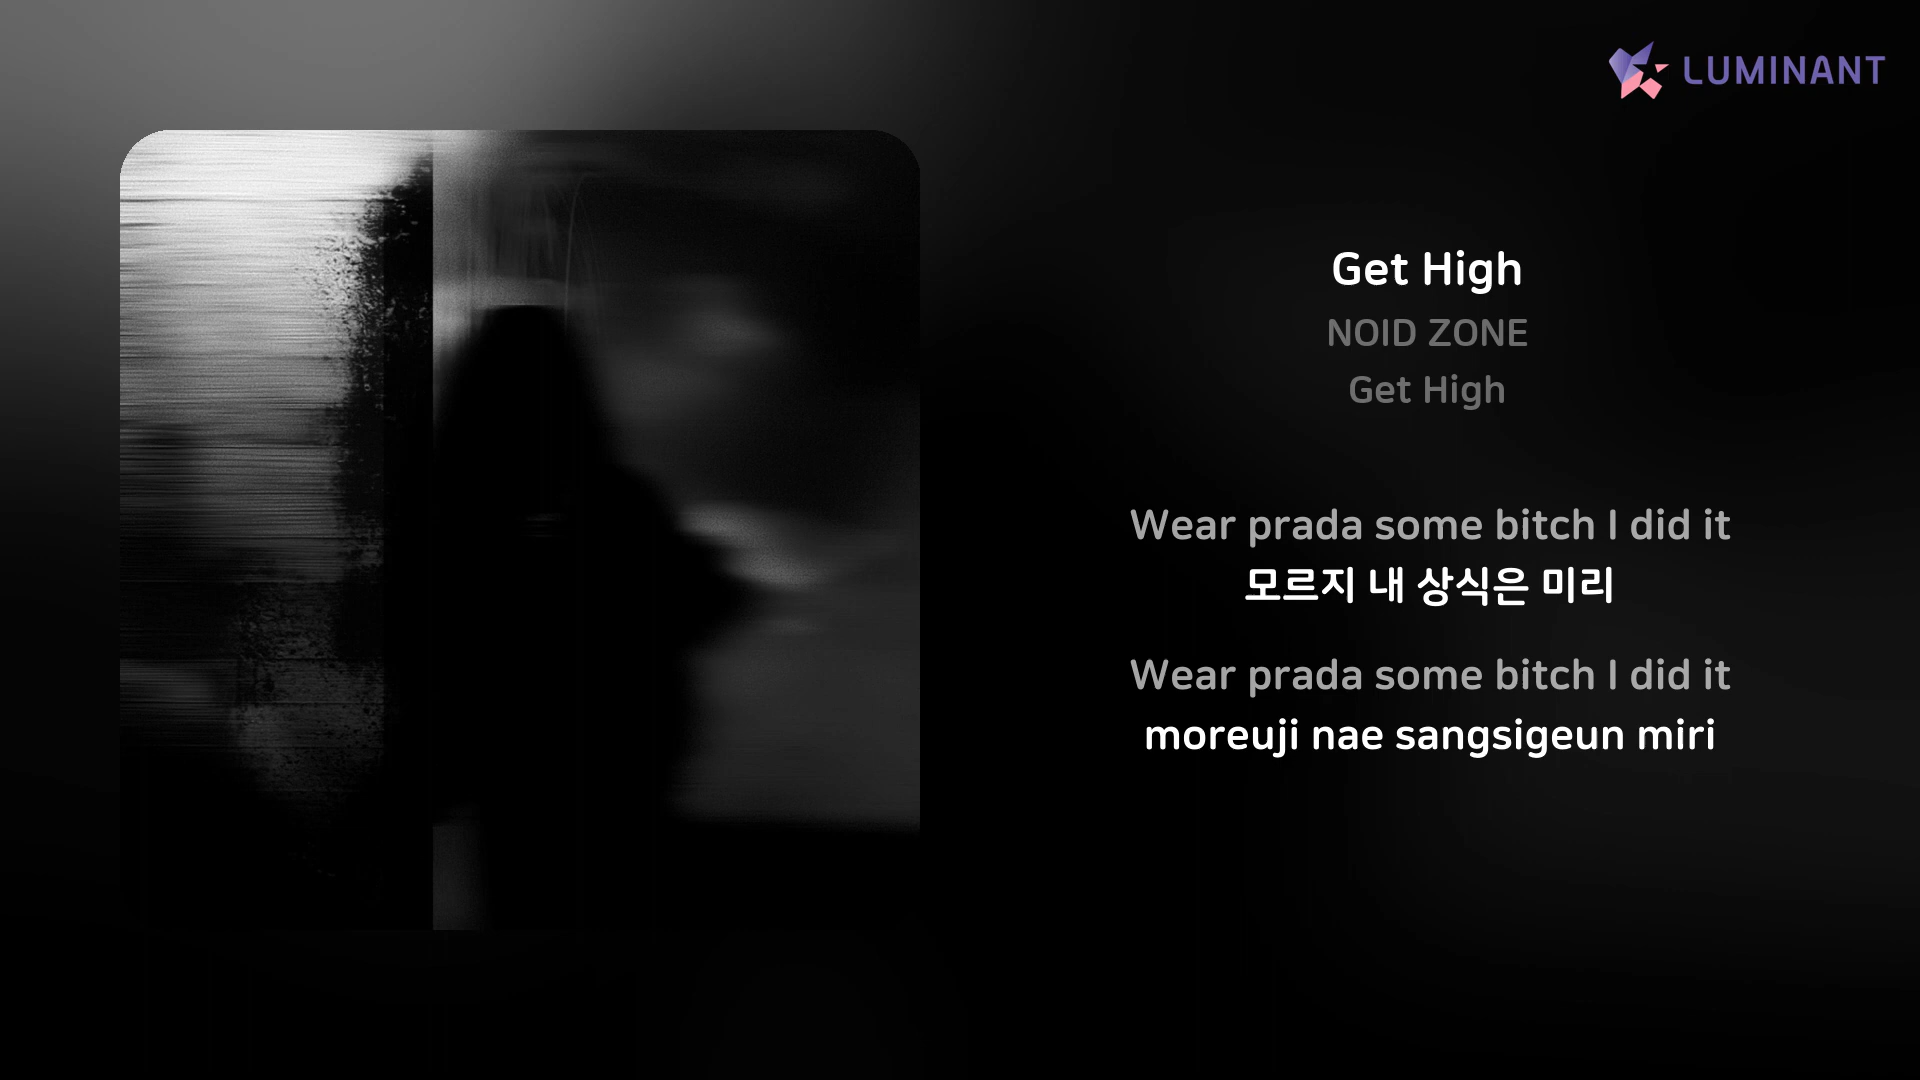 LUMINANT
Get High
NOID ZONE
Get High
Wear prada some bitch I did it
모르지 내 상식은 미리
Wear prada some bitch I did it
moreuji nae sangsigeun miri